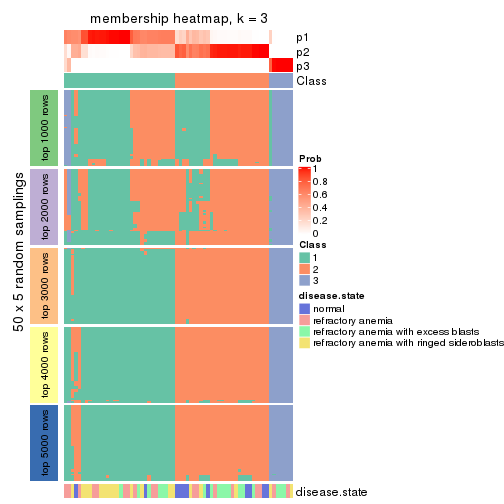 membership heatmap, k = 3
p1
p2
p3
Class
50 x 5 random samplings
top 1000 rows
top 2000 rows
top 3000 rows
top 4000 rows
top 5000 rows
disease.state
Prob
1
0.8
0.6
0.4
0.2
0
Class
1
2
3
disease.state
normal
refractory anemia
refractory anemia with excess blasts
refractory anemia with ringed sideroblasts